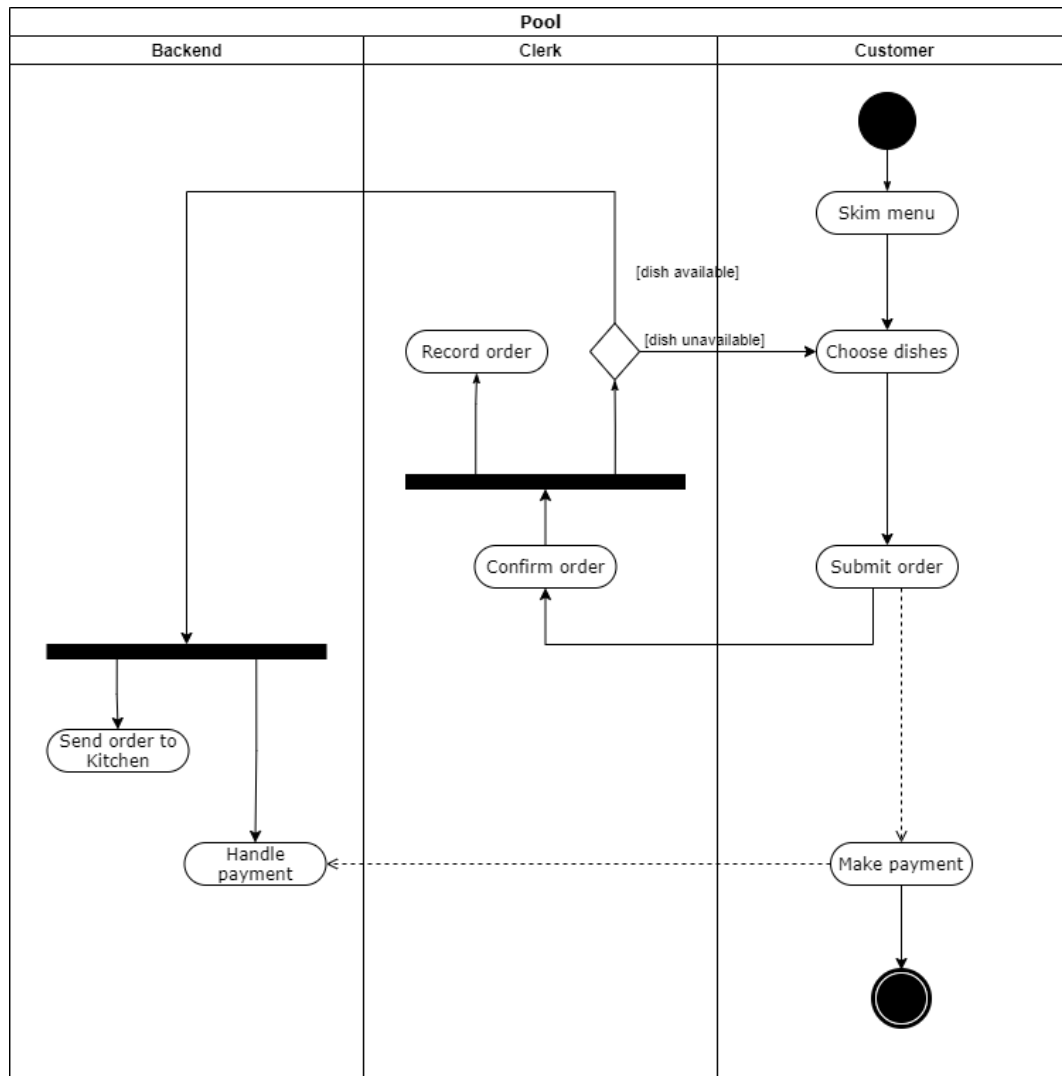 Pool
Backend
Clerk
Customer
Skim menu
[dish available]
Record order
[dish unavailable]
Choose dishes
Confirm order
Submit order
Send order to
Kitchen
Handle
payment
Make payment